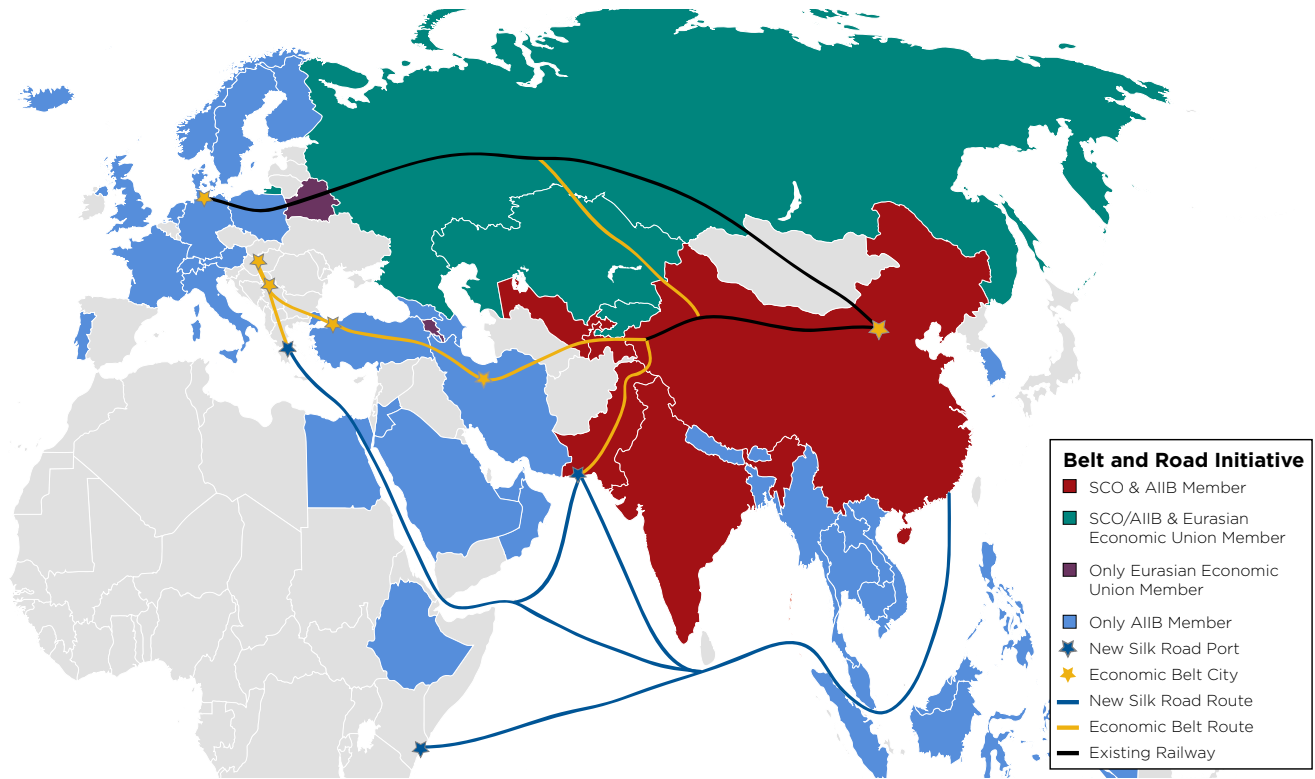 Belt and Road Initiative
SCO & AIIB Member
SCO/AIIB & Eurasian
Economic Union Member
Only Eurasian Economic
Union Member
Only AIIB Member
New Silk Road Port
Economic Belt City
New Silk Road Route
Economic Belt Route
Existing Railway